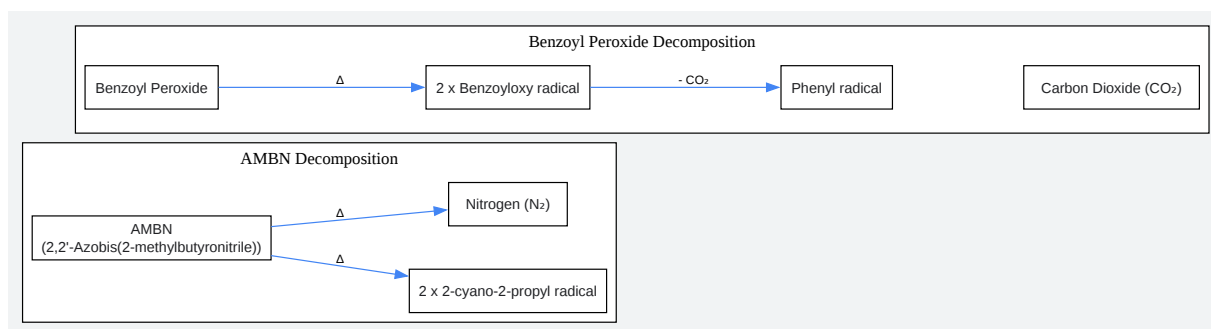 Benzoyl Peroxide Decomposition
Benzoyl Peroxide
Δ
2 x Benzoyloxy radical
- CO₂
Phenyl radical
Carbon Dioxide (CO₂)
AMBN Decomposition
AMBN
(2,2'-Azobis(2-methylbutyronitrile))
Δ
Nitrogen (N₂)
Δ
2 x 2-cyano-2-propyl radical